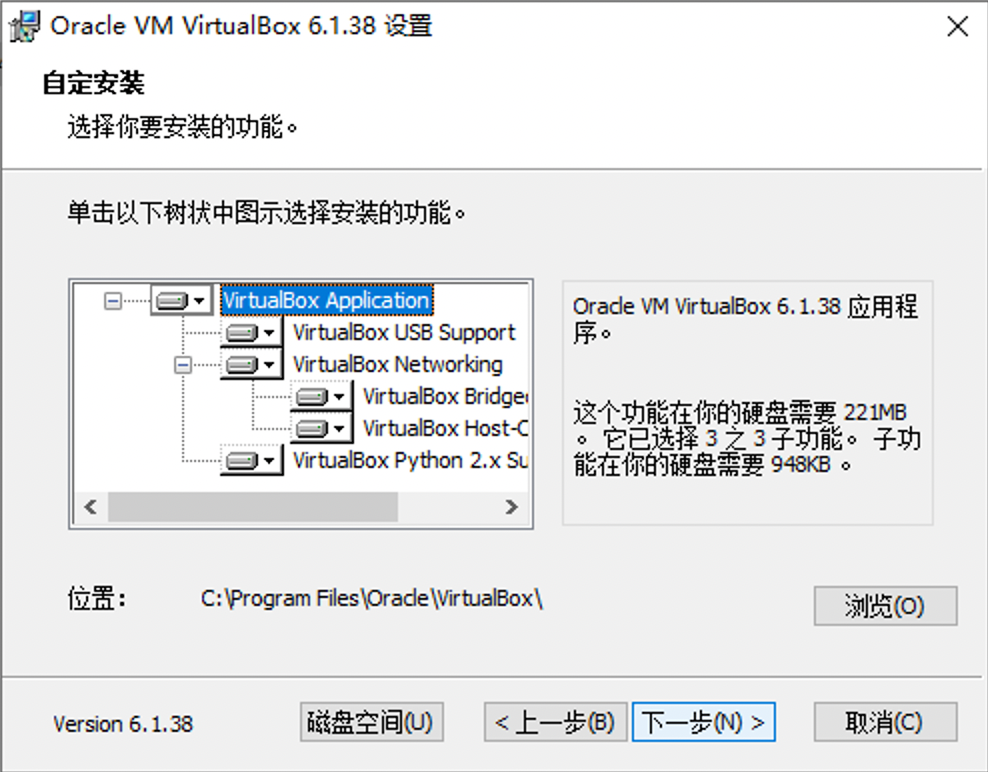 Oracle VM VirtualBox 6.1.38 设置
自定安装
选择你要安装的功能。
单击以下树状中图示选择安装的功能。
VirtualBox Application
VirtualBox USB Support
VirtualBox Networking
VirtualBox Bridge
VirtualBox Host-C
VirtualBox Python 2.x Su
Oracle VM VirtualBox 6.1.38 应用程
序。
这个功能在你的硬盘需要 221MB
。它已选择 3 之 3 子功能。 子功
能在你的硬盘需要 948KB 。
位置：
C:\Program Files\Oracle\VirtualBox\
浏览(O)
Version 6.1.38
磁盘空间(U)
< 上一步(B)
下一步(N) >
取消(C)